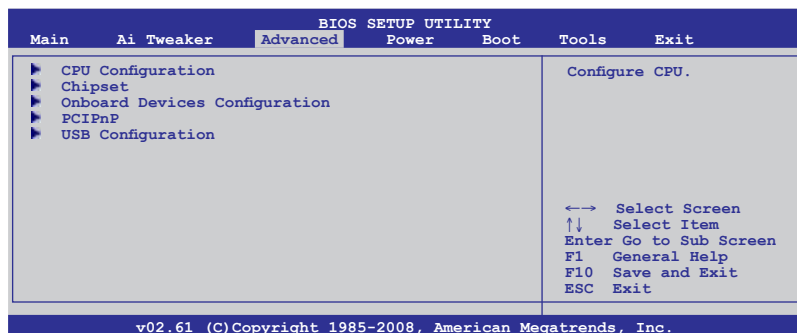 BIOS SETUP UTILITY
Main Ai Tweaker Advanced Power Boot Tools Exit
CPU Configuration
Chipset
Onboard Devices Configuration
PCIPnP
USB Configuration
Configure CPU.
←→ Select Screen
↑↓ Select Item
Enter Go to Sub Screen
F1 General Help
F10 Save and Exit
ESC Exit
v02.61 (C)Copyright 1985-2008, American Megatrends, Inc.